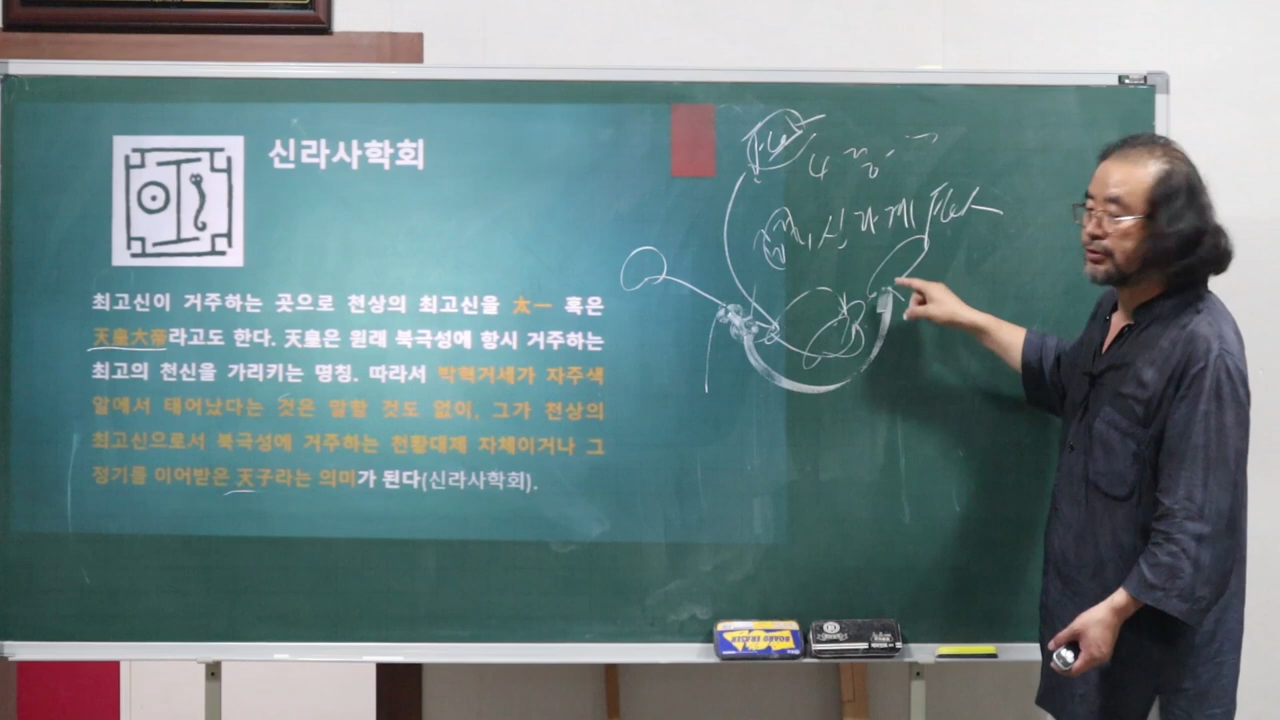 신라사학회
최고신이 거주하는 곳으로 천상의 최고신을 太一 혹은
天皇大帝라고도 한다. 天皇은 원래 북극성에 항시 거주하는
최고의 천신을 가리키는 명칭. 따라서 박혁거세가 자주색
알에서 태어났다는 것은 말할 것도 없이, 그가 천상의
최고신으로서 북극성에 거주하는 천황대제 자체이거나 그
정기를 이어받은 天子라는 의미가 된다(신라사학회).
BOARD ERASER